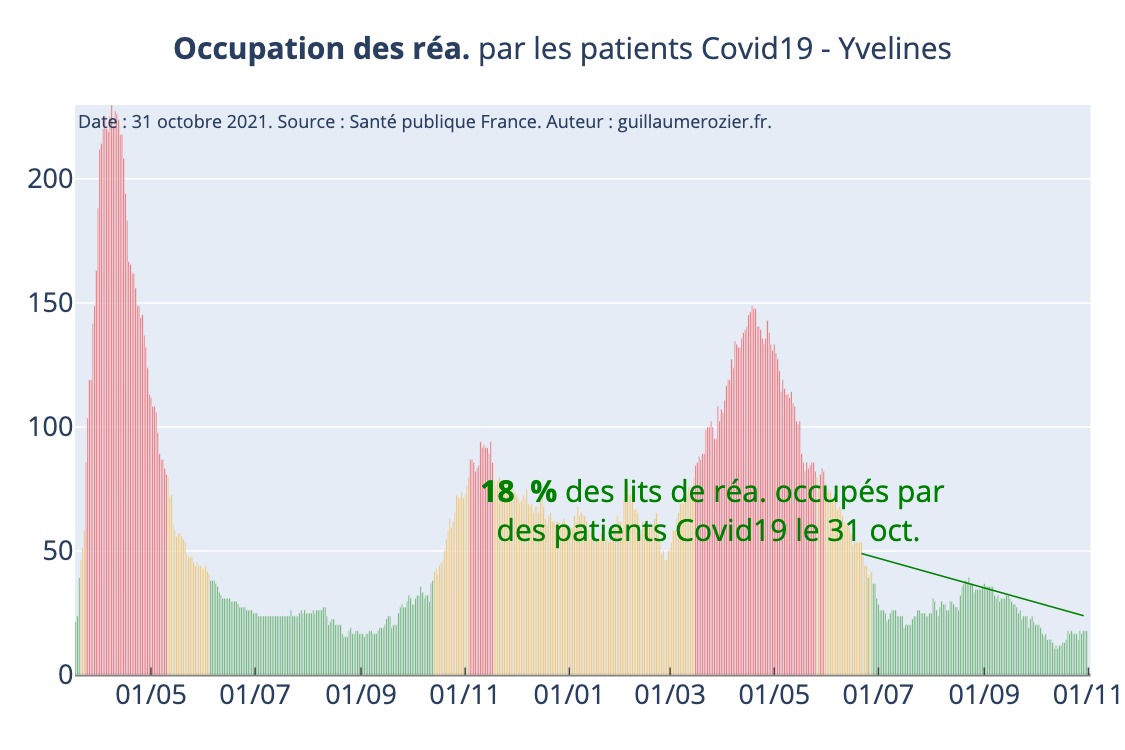 Occupation des réa. par les patients Covid19 - Yvelines
Date : 31 octobre 2021. Source : Santé publique France. Auteur : guillaumerozier.fr.
200
150
100
18 % des lits de réa. occupés par
des patients Covid19 le 31 oct.
50
0
01/05 01/07 01/09 01/11 01/01 01/03 01/05 01/07 01/09 01/11